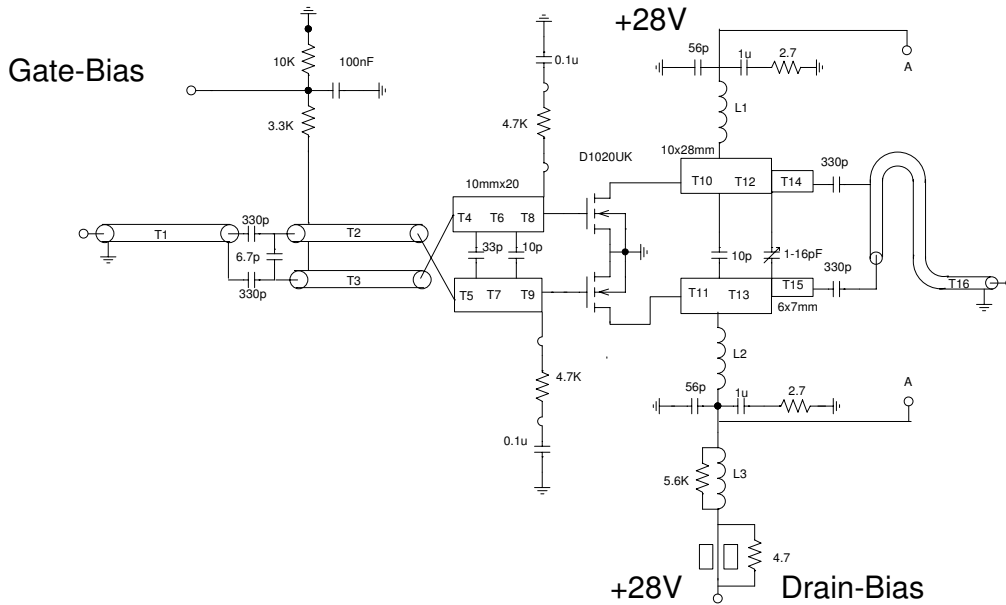 +28V
56p
1u
2.7
A
Gate-Bias
10K
100nF
0.1u
3.3K
4.7K
L1
D1020UK
10x28mm
10mmx20
T10
T12
T14
330p
T4
T6
T8
330p
T1
T2
6.7p
33p
10p
10p
1-16pF
T3
330p
T5
T7
T9
T11
T13
T15
330p
6x7mm
T16
L2
4.7K
56p
1u
2.7
A
0.1u
5.6K
L3
4.7
+28V
Drain-Bias